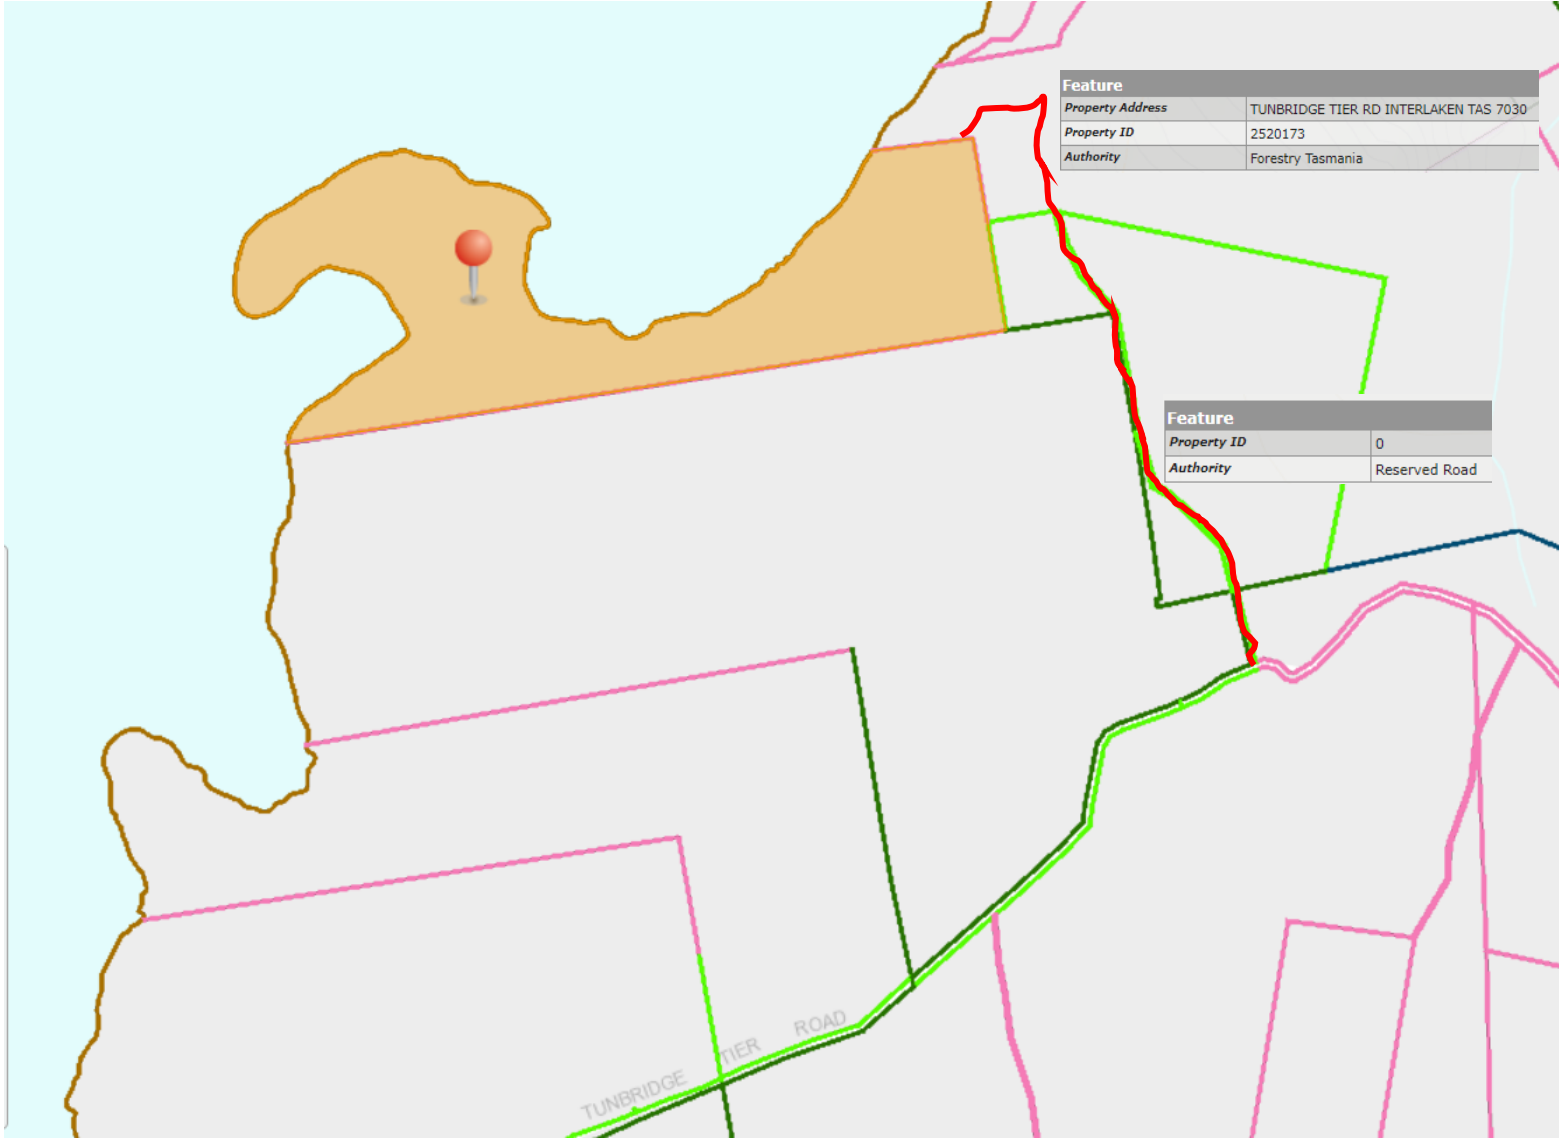 Feature
Property Address TUNBRIDGE TIER RD INTERLAKEN TAS 7030
Property ID 2520173
Authority Forestry Tasmania
Feature
Property ID 0
Authority Reserved Road
TUNBRIDGE TIER ROAD